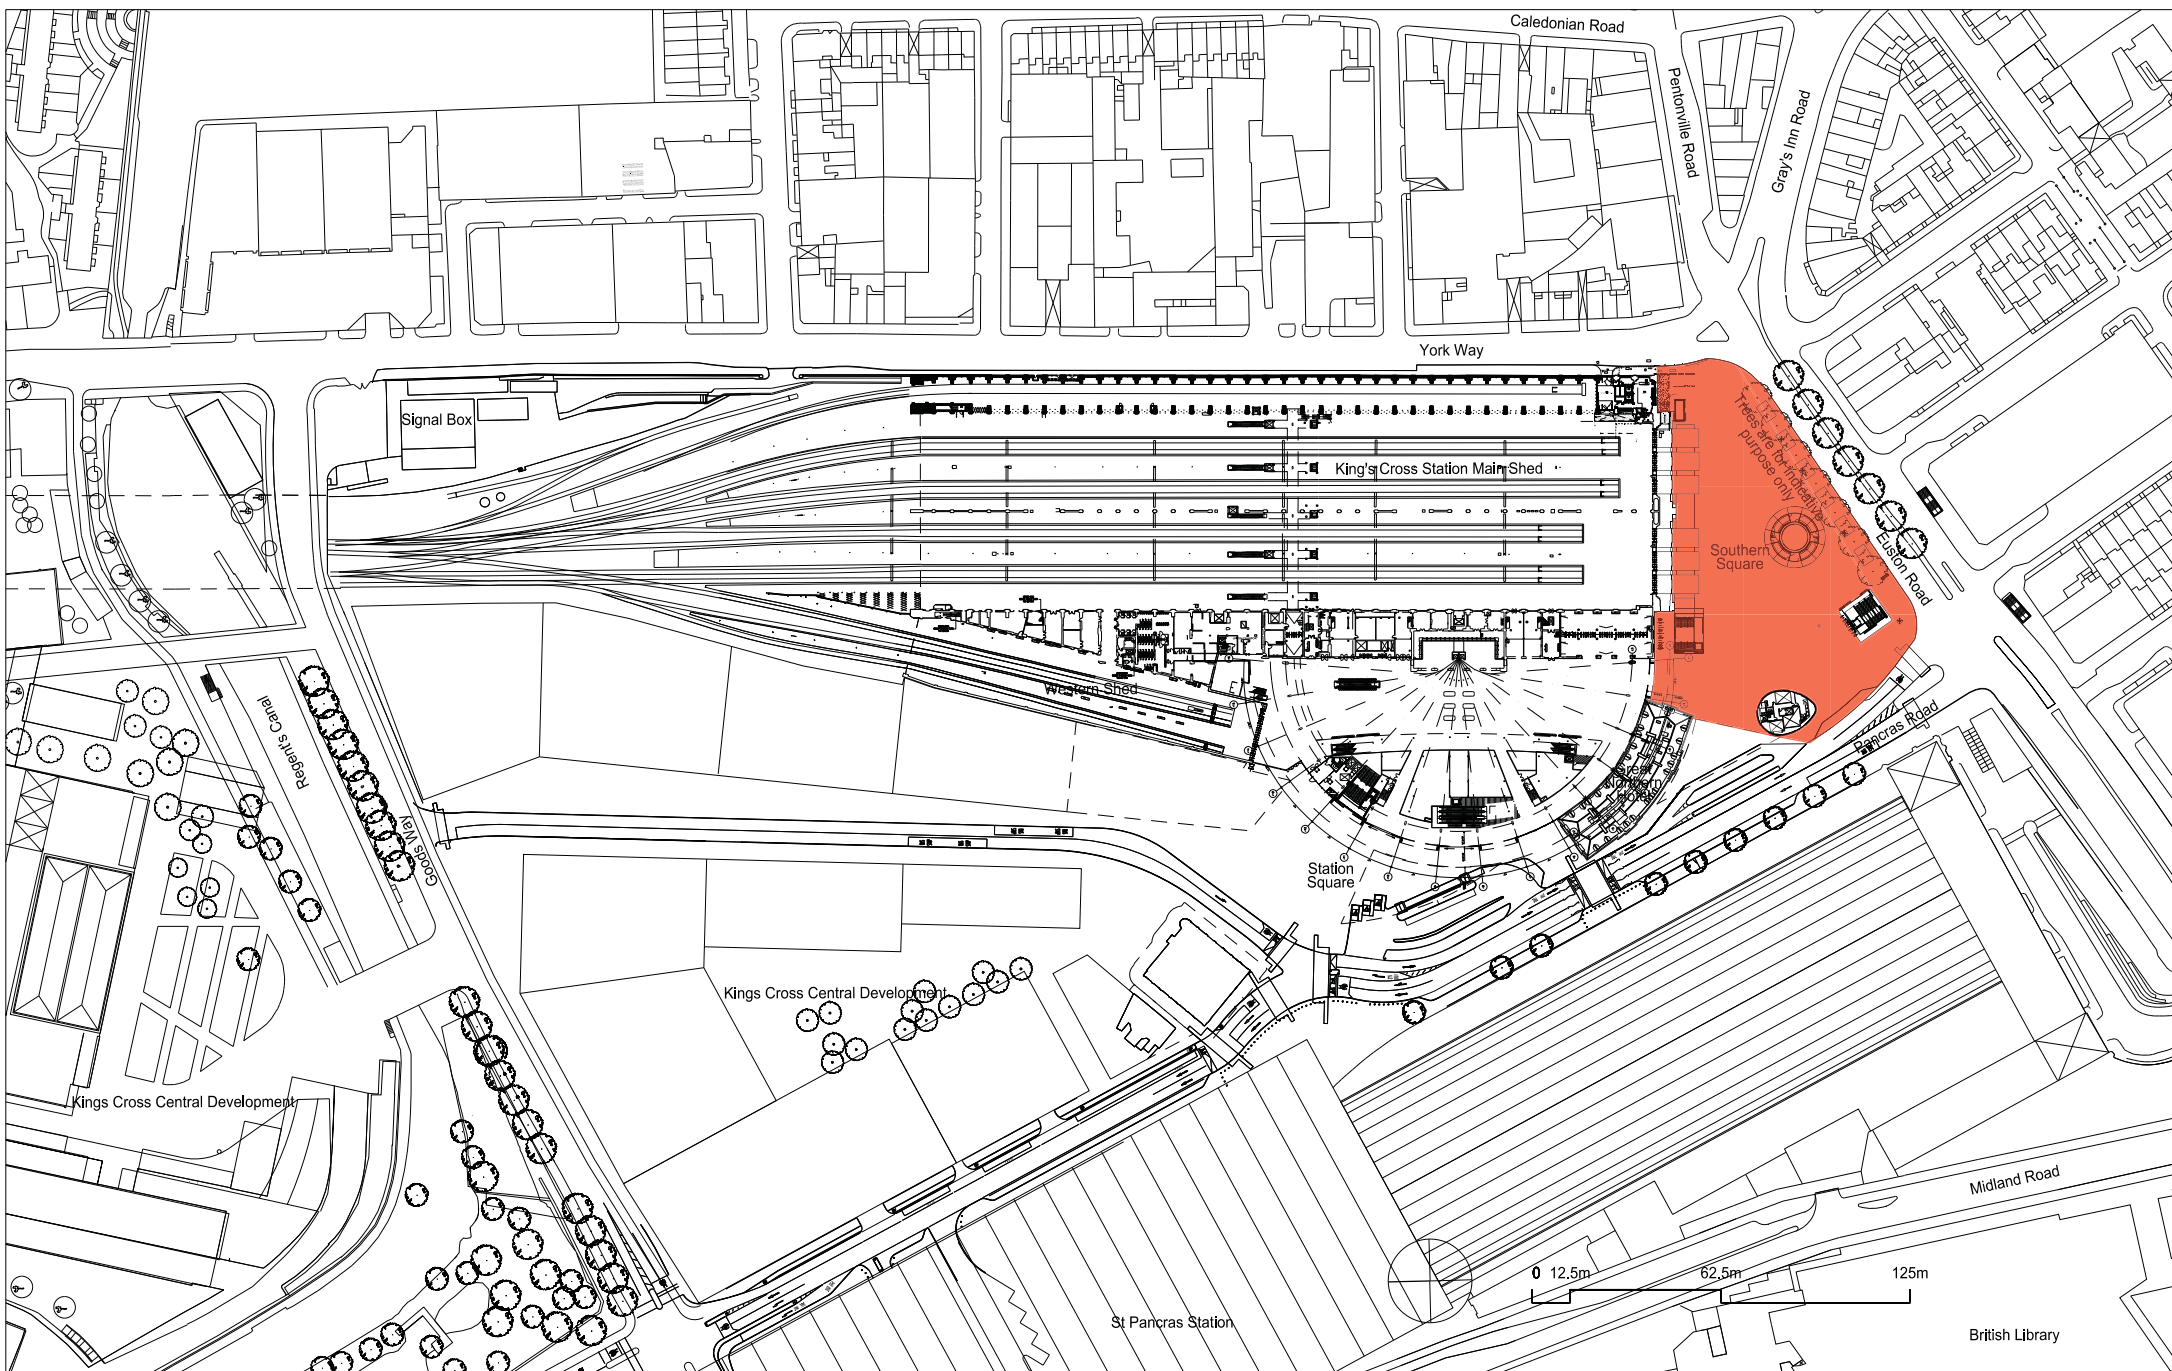 Caledonian Road
Pentonville Road
Gray's Inn Road
York Way
Signal Box
King's Cross Station Main Shed
Trees are for indicative
purpose only
Southern
Square
Euston Road
Western Shed
Regent's Canal
Pancras Road
Great
Northern
Hotel
Goods Way
Station
Square
Kings Cross Central Development
Kings Cross Central Development
Midland Road
0 12,5m 62,5m 125m
St Pancras Station
British Library